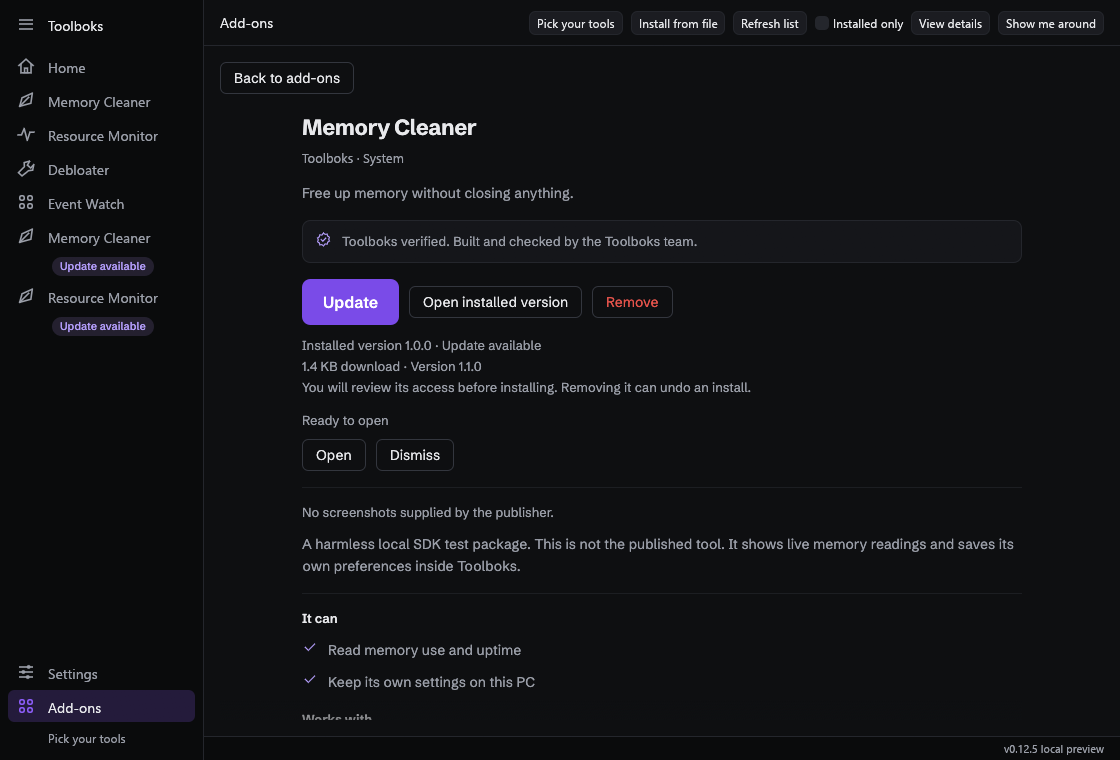 Toolboks
Home
Memory Cleaner
Resource Monitor
Debloater
Event Watch
Memory Cleaner
Update available
Resource Monitor
Update available
Settings
Add-ons
Pick your tools
Add-ons
Pick your tools
Install from file
Refresh list
Installed only
View details
Show me around
Back to add-ons
Memory Cleaner
Toolboks · System
Free up memory without closing anything.
Toolboks verified. Built and checked by the Toolboks team.
Update
Open installed version
Remove
Installed version 1.0.0 · Update available
1.4 KB download · Version 1.1.0
You will review its access before installing. Removing it can undo an install.
Ready to open
Open
Dismiss
No screenshots supplied by the publisher.
A harmless local SDK test package. This is not the published tool. It shows live memory readings and saves its
own preferences inside Toolboks.
It can
Read memory use and uptime
Keep its own settings on this PC
Works with
v0.12.5 local preview